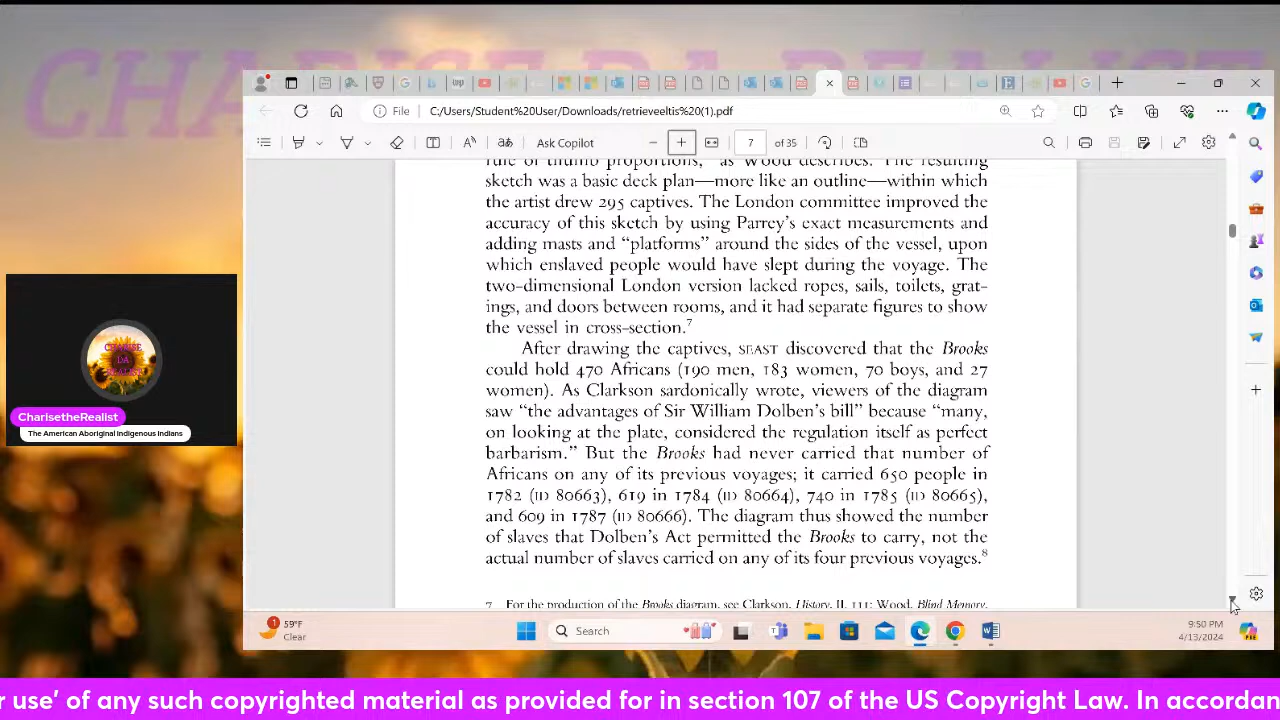 CHARISE DA REALIST
File
C:/Users/Student%20User/Downloads/retrieveeltis%20(1).pdf
Ask Copilot
7
of 35
rule of thumb proportions," as Wood describes. The resulting
sketch was a basic deck plan—more like an outline—within which
the artist drew 295 captives. The London committee improved the
accuracy of this sketch by using Parrey's exact measurements and
adding masts and “platforms” around the sides of the vessel, upon
which enslaved people would have slept during the voyage. The
two-dimensional London version lacked ropes, sails, toilets, grat-
ings, and doors between rooms, and it had separate figures to show
the vessel in cross-section.7
After drawing the captives, SEAST discovered that the Brooks
could hold 470 Africans (190 men, 183 women, 70 boys, and 27
women). As Clarkson sardonically wrote, viewers of the diagram
saw “the advantages of Sir William Dolben's bill” because “many,
on looking at the plate, considered the regulation itself as perfect
barbarism.” But the Brooks had never carried that number of
Africans on any of its previous voyages; it carried 650 people in
1782 (ID 80663), 619 in 1784 (ID 80664), 740 in 1785 (ID 80665),
and 609 in 1787 (ID 80666). The diagram thus showed the number
of slaves that Dolben's Act permitted the Brooks to carry, not the
actual number of slaves carried on any of its four previous voyages.8
7 For the production of the Brooks diagram, see Clarkson, History, II, 111; Wood, Blind Memory,
CHARISE
DA
REALIST
CharisetheRealist
The American Aboriginal Indigenous Indians
1
59°F
Clear
Search
9:50 PM
4/13/2024
r use' of any such copyrighted material as provided for in section 107 of the US Copyright Law. In accordan